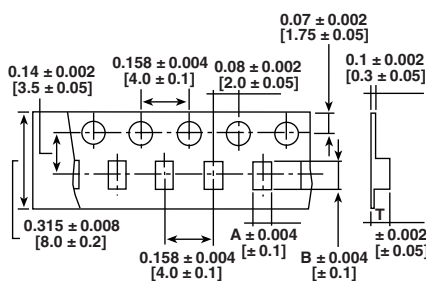 0.07 ± 0.002
[1.75 ± 0.05]
0.14 ± 0.002
[3.5 ± 0.05]
0.158 ± 0.004
[4.0 ± 0.1]
0.08 ± 0.002
[2.0 ± 0.05]
0.1 ± 0.002
[0.3 ± 0.05]
0.315 ± 0.008
[8.0 ± 0.2]
0.158 ± 0.004
[4.0 ± 0.1]
A ± 0.004
[± 0.1]
B ± 0.004
[± 0.1]
T
± 0.002
[± 0.05]